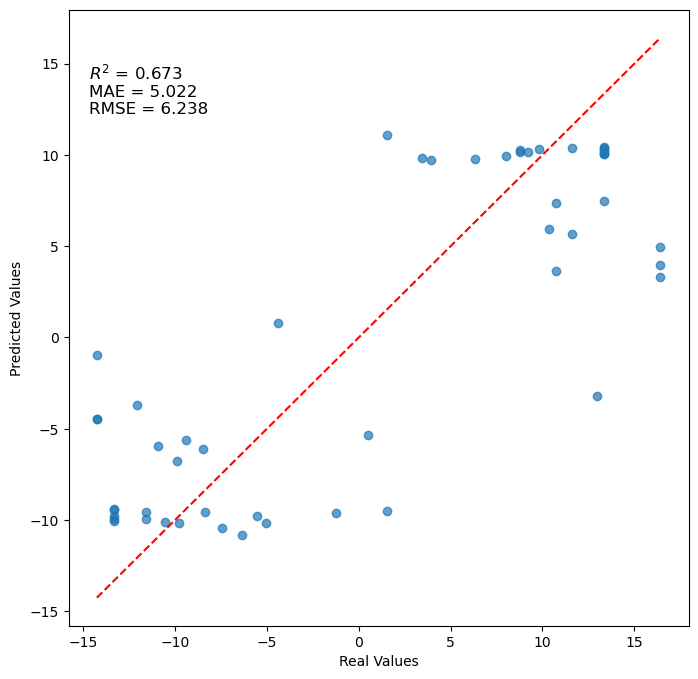 R² = 0.673
MAE = 5.022
RMSE = 6.238
15
10
5
0
−5
−10
−15
Predicted Values
−15 −10 −5 0 5 10 15
Real Values